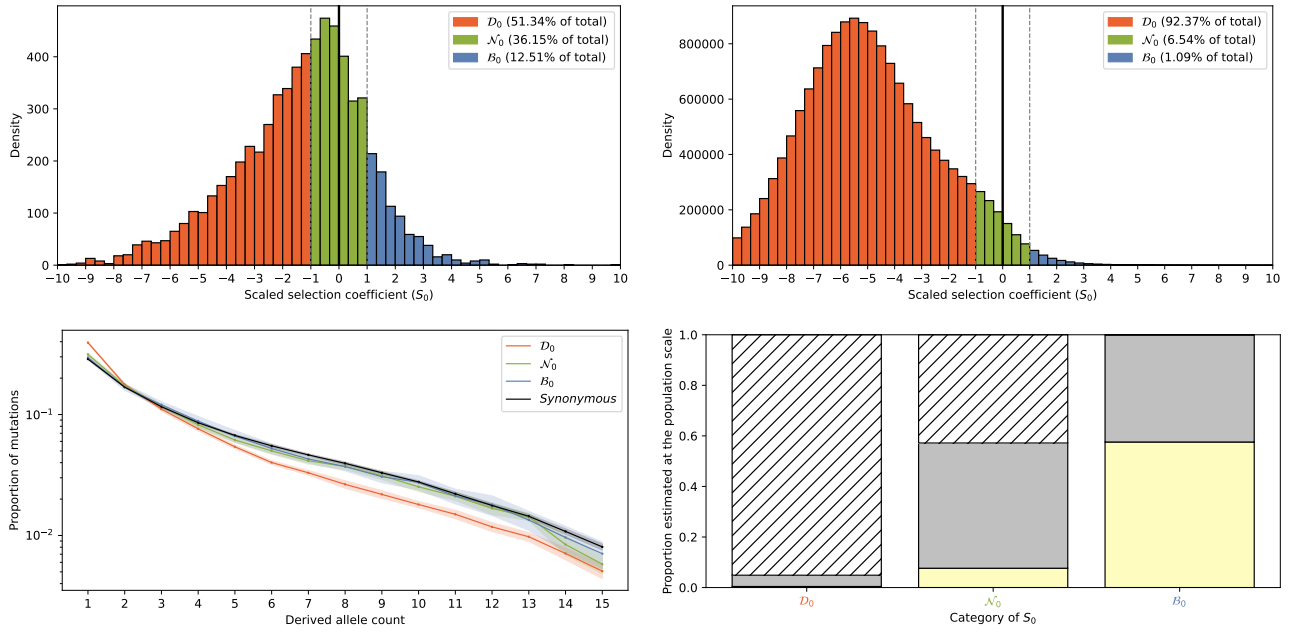 𝒟₀ (51.34% of total)
𝒩₀ (36.15% of total)
ℬ₀ (12.51% of total)
Density
400
300
200
100
0
−10 −9 −8 −7 −6 −5 −4 −3 −2 −1 0 1 2 3 4 5 6 7 8 9 10
Scaled selection coefficient (S₀)
𝒟₀ (92.37% of total)
𝒩₀ (6.54% of total)
ℬ₀ (1.09% of total)
Density
800000
600000
400000
200000
0
−10 −9 −8 −7 −6 −5 −4 −3 −2 −1 0 1 2 3 4 5 6 7 8 9 10
Scaled selection coefficient (S₀)
𝒟₀
𝒩₀
ℬ₀
Synonymous
Proportion of mutations
10⁻¹
10⁻²
1 2 3 4 5 6 7 8 9 10 11 12 13 14 15
Derived allele count
Proportion estimated at the population scale
1.0
0.8
0.6
0.4
0.2
0.0
𝒟₀ 𝒩₀ ℬ₀
Category of S₀